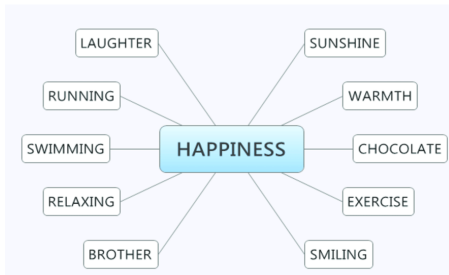 LAUGHTER
SUNSHINE
RUNNING
WARMTH
SWIMMING
HAPPINESS
CHOCOLATE
RELAXING
EXERCISE
BROTHER
SMILING